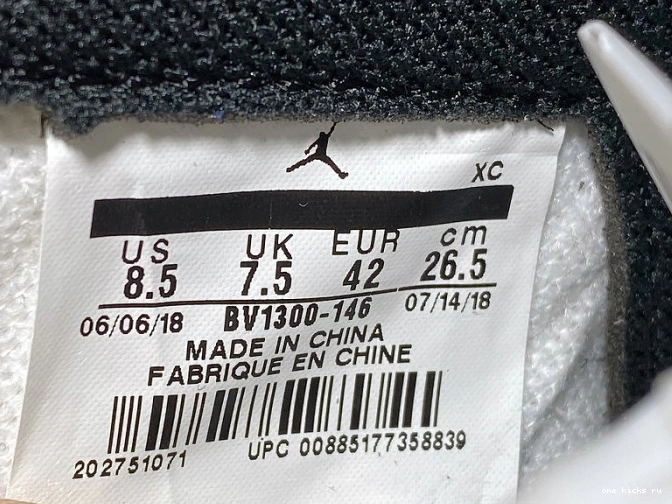 XC
US UK EUR cm
8.5 7.5 42 26.5
06/06/18 BV1300-146 07/14/18
MADE IN CHINA
FABRIQUE EN CHINE
202751071 UPC 00885177358839